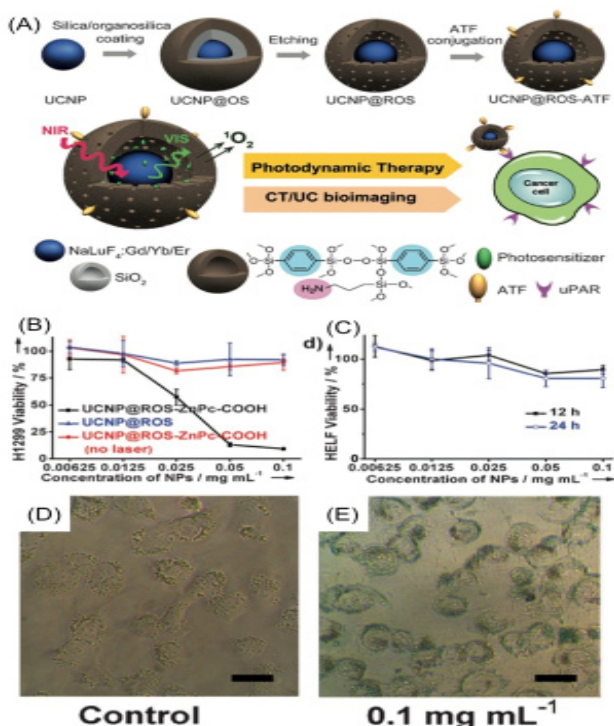 (A)
Silica/organosilica
coating
Etching
ATF
conjugation
UCNP
UCNP@OS
UCNP@ROS
UCNP@ROS-ATF
NIR
VIS
¹O₂
Photodynamic Therapy
CT/UC bioimaging
Cancer
cell
NaLuF₄:Gd/Yb/Er
SiO₂
H₂N
Photosensitizer
ATF
uPAR
(B)
H1299 Viability / %
100
50
0
UCNP@ROS-ZnPc-COOH
UCNP@ROS
UCNP@ROS-ZnPc-COOH
(no laser)
0.00625 0.0125 0.025 0.05 0.1
Concentration of NPs / mg mL⁻¹
(C)
d)
HELF Viability / %
100
50
0
12 h
24 h
0.00625 0.0125 0.025 0.05 0.1
Concentration of NPs / mg mL⁻¹
(D)
(E)
Control
0.1 mg mL⁻¹